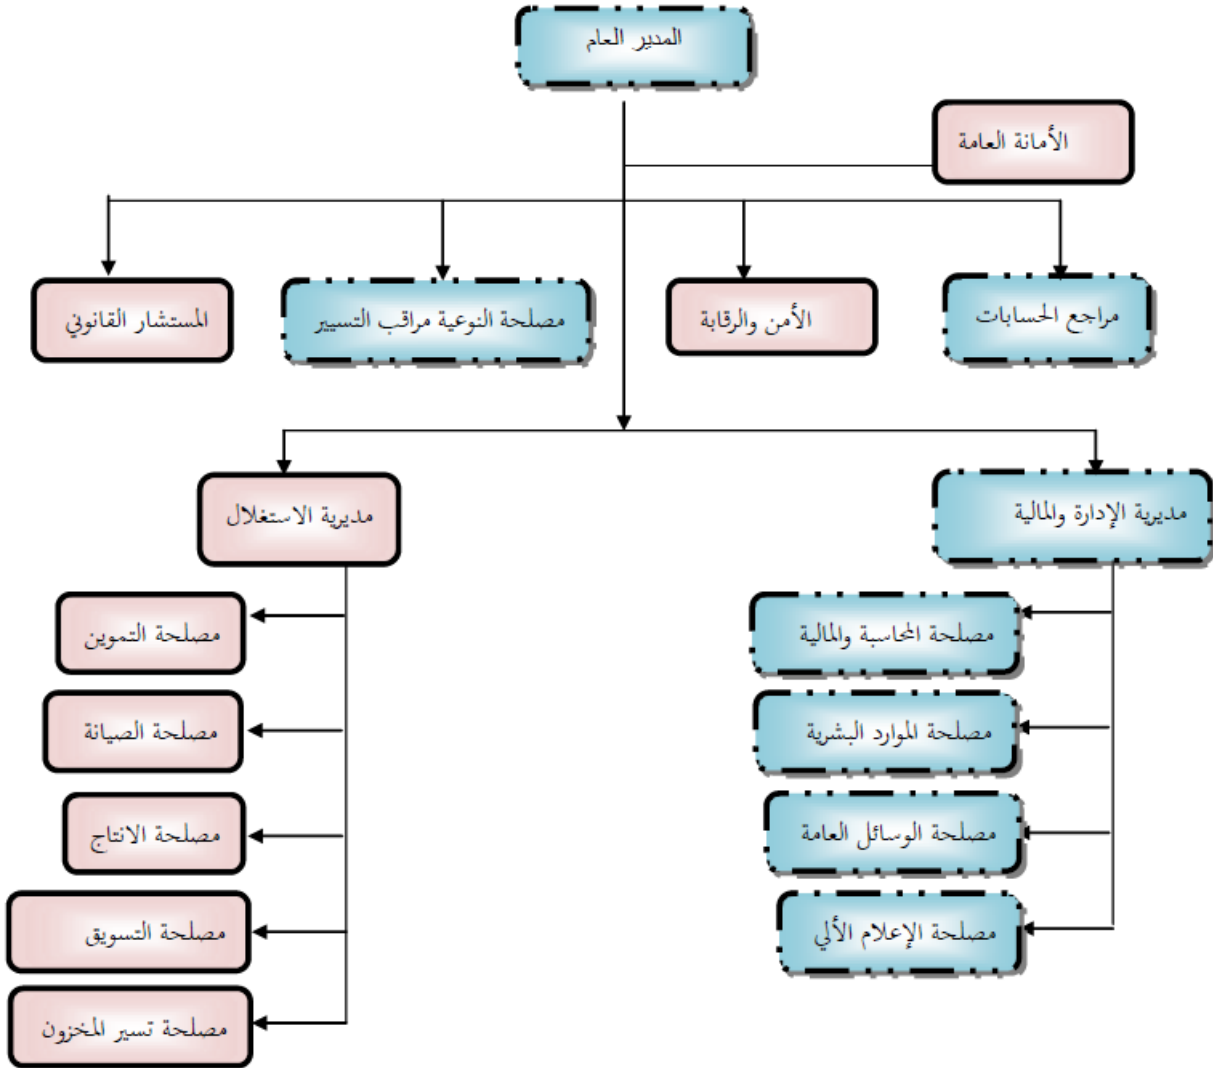 المدير العام
الأمانة العامة
مراجع الحسابات
الأمن والرقابة
مصلحة النوعية مراقب التسيير
المستشار القانوني
مديرية الإدارة والمالية
مديرية الاستغلال
مصلحة المحاسبة والمالية
مصلحة الموارد البشرية
مصلحة الوسائل العامة
مصلحة الإعلام الألي
مصلحة التموين
مصلحة الصيانة
مصلحة الانتاج
مصلحة التسويق
مصلحة تسير المخزون